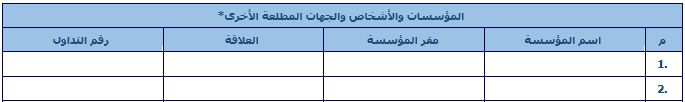 المؤسسات والأشخاص والجهات المطلعة الأخرى*
م اسم المؤسسة مقر المؤسسة العلاقة رقم التداول
1.
2.